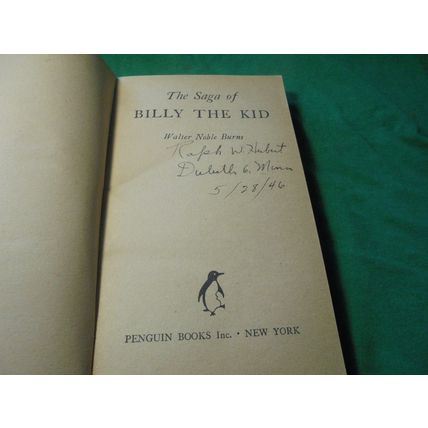 The Saga of
BILLY THE KID
Walter Noble Burns
Ralph W. Hubert
Duluth 6. Minn
5/28/46
PENGUIN BOOKS Inc. · NEW YORK